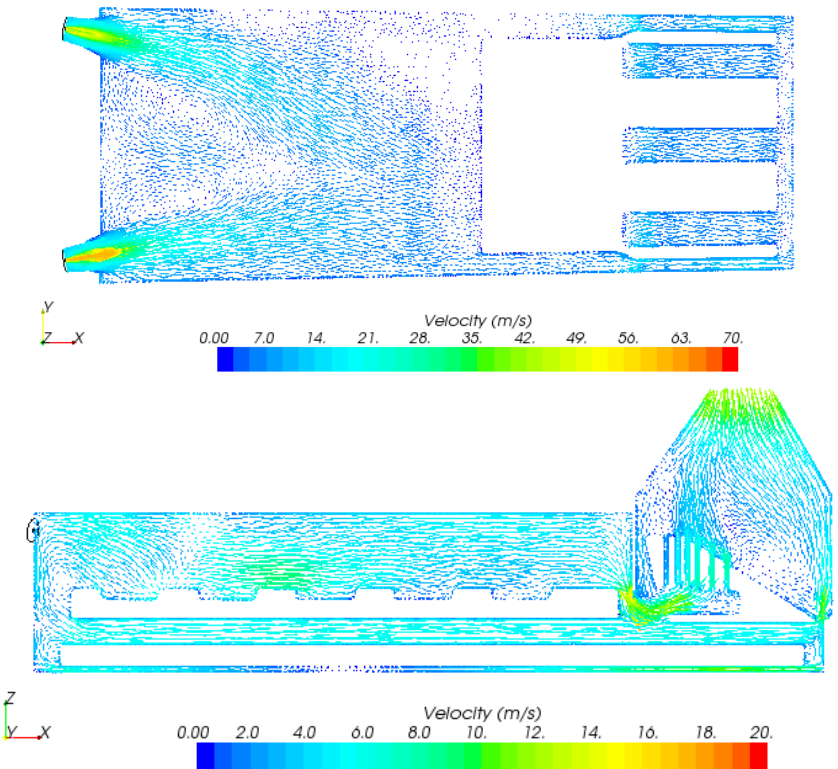 Y
Z X
Velocity (m/s)
0.00 7.0 14. 21. 28. 35. 42. 49. 56. 63. 70.
Z
Y X
Velocity (m/s)
0.00 2.0 4.0 6.0 8.0 10. 12. 14. 16. 18. 20.